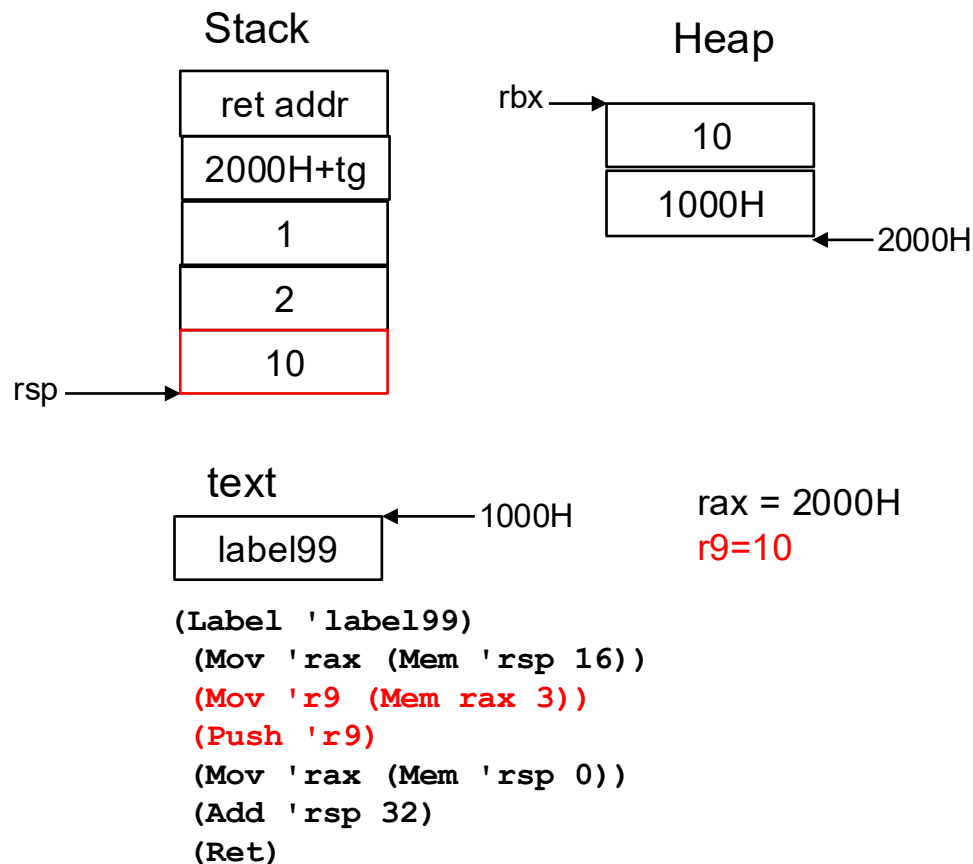 Stack
ret addr
2000H+tg
1
2
10
rsp
Heap
rbx
10
1000H
2000H
text
1000H
label99
rax = 2000H
r9=10
(Label 'label99)
(Mov 'rax (Mem 'rsp 16))
(Mov 'r9 (Mem rax 3))
(Push 'r9)
(Mov 'rax (Mem 'rsp 0))
(Add 'rsp 32)
(Ret)